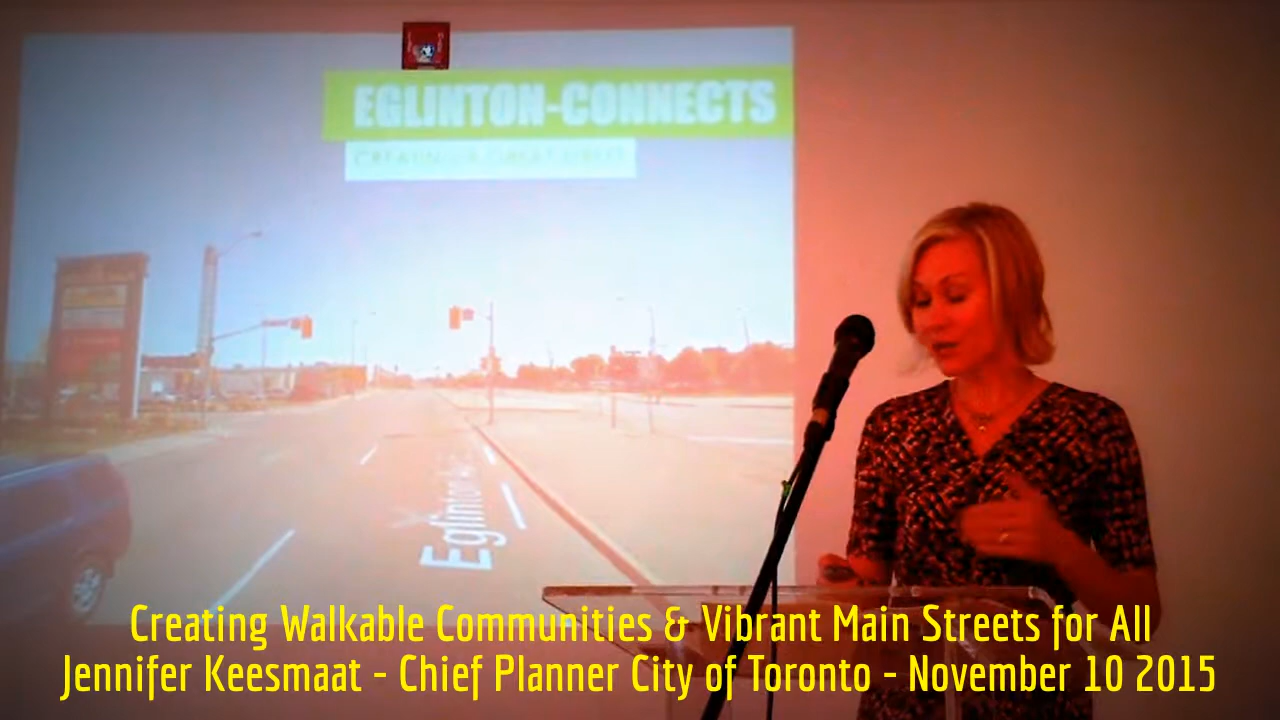 EGLINTON-CONNECTS
Eglinton
Creating Walkable Communities & Vibrant Main Streets for All
Jennifer Keesmaat - Chief Planner City of Toronto - November 10 2015